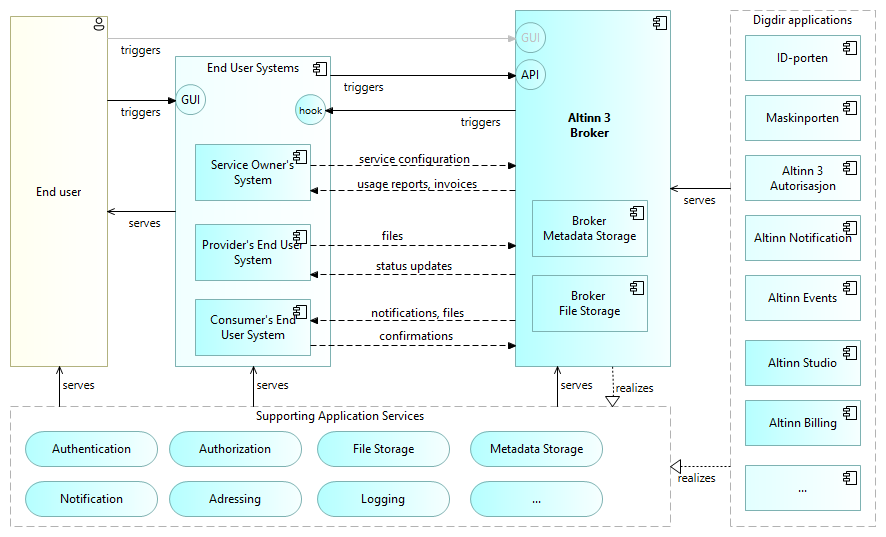 End user
triggers
triggers
serves
End User Systems
GUI
hook
Service Owner's
System
Provider's End User
System
Consumer's End
User System
triggers
triggers
service configuration
usage reports, invoices
files
status updates
notifications, files
confirmations
GUI
API
Altinn 3
Broker
Broker
Metadata Storage
Broker
File Storage
serves
Digdir applications
ID-porten
Maskinporten
Altinn 3
Autorisasjon
Altinn Notification
Altinn Events
Altinn Studio
Altinn Billing
...
serves
serves
serves
realizes
realizes
Supporting Application Services
Authentication
Authorization
File Storage
Metadata Storage
Notification
Adressing
Logging
...